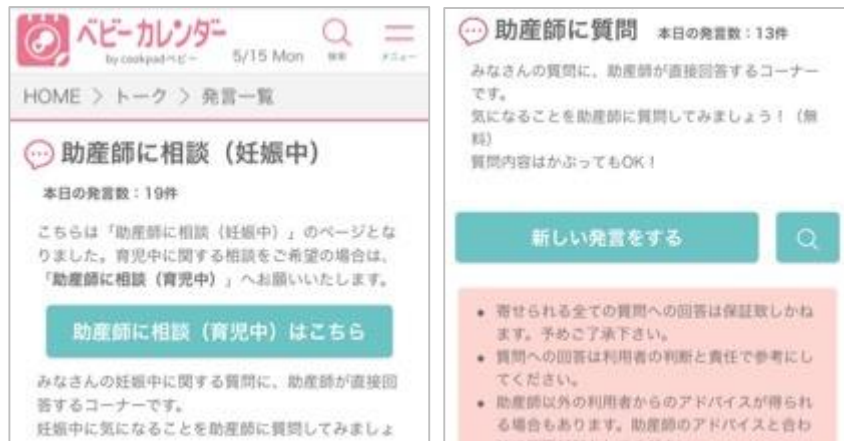 ベビーカレンダー
by cookpadベビー
5/15 Mon
検索
メニュー
HOME > トーク > 発言一覧
助産師に相談（妊娠中）
本日の発言数：19件
こちらは「助産師に相談（妊娠中）」のページとな
りました。育児中に関する相談をご希望の場合は、
「助産師に相談（育児中）」へお願いいたします。
助産師に相談（育児中）はこちら
みなさんの妊娠中に関する質問に、助産師が直接回
答するコーナーです。
妊娠中に気になることを助産師に質問してみましょ
助産師に質問 本日の発言数：13件
みなさんの質問に、助産師が直接回答するコーナー
です。
気になることを助産師に質問してみましょう！（無
料）
質問内容はかぶってもOK！
新しい発言をする
• 寄せられる全ての質問への回答は保証致しかね
ます。予めご了承下さい。
• 質問への回答は利用者の判断と責任で参考にし
てください。
• 助産師以外の利用者からのアドバイスが得られ
る場合もあります。助産師のアドバイスと合わ